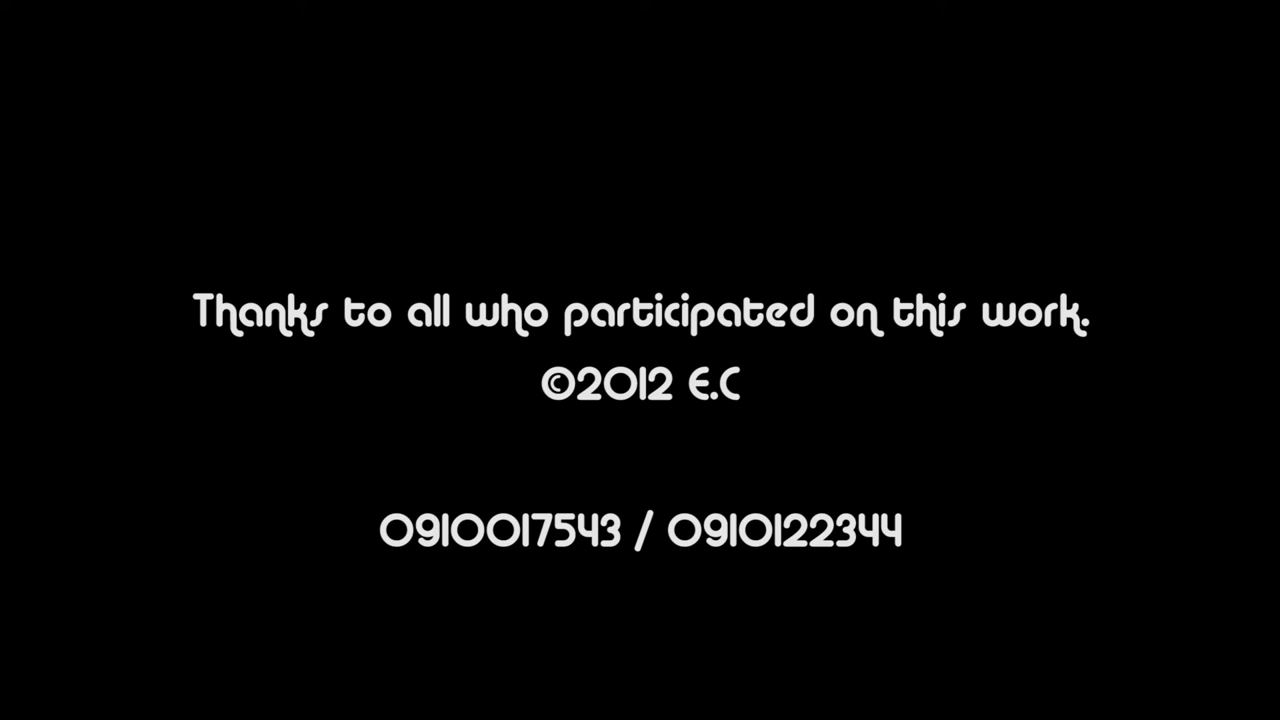 Thanks to all who participated on this work.
©2012 E.C
0910017543 / 0910122344